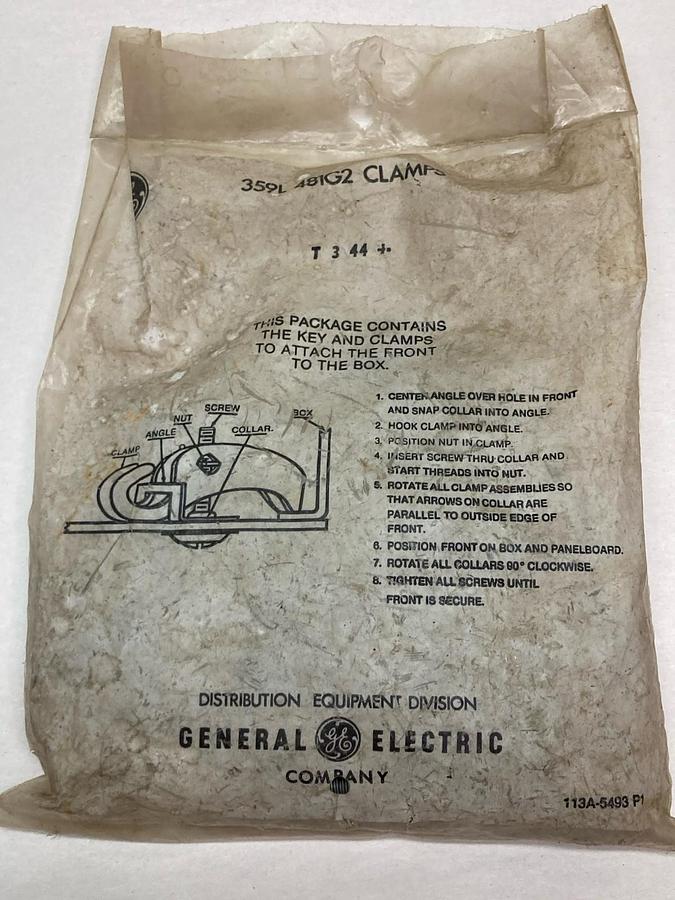 359L 481G2 CLAMPS
T 3 44 +
THIS PACKAGE CONTAINS
THE KEY AND CLAMPS
TO ATTACH THE FRONT
TO THE BOX.
SCREW
NUT
BOX
ANGLE
COLLAR.
CLAMP
1. CENTER ANGLE OVER HOLE IN FRONT
AND SNAP COLLAR INTO ANGLE.
2. HOOK CLAMP INTO ANGLE.
3. POSITION NUT IN CLAMP.
4. INSERT SCREW THRU COLLAR AND
START THREADS INTO NUT.
5. ROTATE ALL CLAMP ASSEMBLIES SO
THAT ARROWS ON COLLAR ARE
PARALLEL TO OUTSIDE EDGE OF
FRONT.
6. POSITION FRONT ON BOX AND PANELBOARD.
7. ROTATE ALL COLLARS 90° CLOCKWISE.
8. TIGHTEN ALL SCREWS UNTIL
FRONT IS SECURE.
DISTRIBUTION EQUIPMENT DIVISION
GENERAL GE ELECTRIC
COMPANY
113A-5493 P1